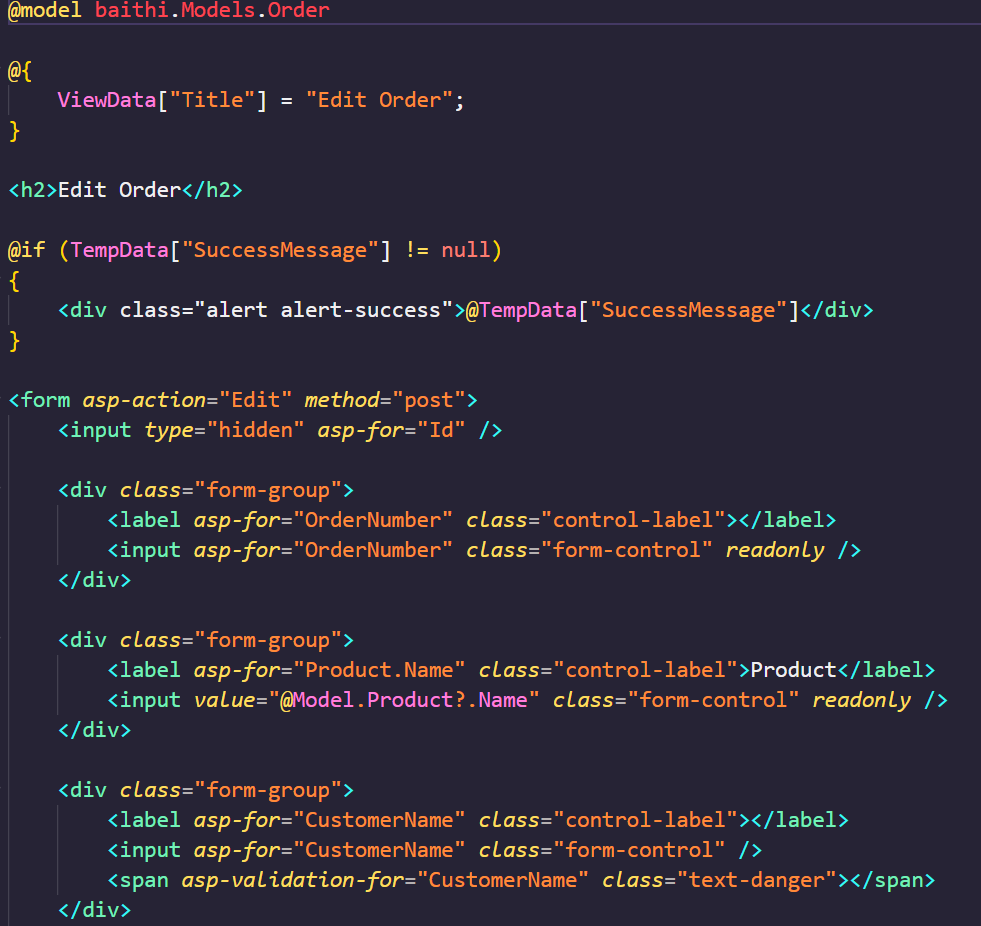 @model baithi.Models.Order
@{
ViewData["Title"] = "Edit Order";
}
<h2>Edit Order</h2>
@if (TempData["SuccessMessage"] != null)
{
<div class="alert alert-success">@TempData["SuccessMessage"]</div>
}
<form asp-action="Edit" method="post">
<input type="hidden" asp-for="Id" />
<div class="form-group">
<label asp-for="OrderNumber" class="control-label"></label>
<input asp-for="OrderNumber" class="form-control" readonly />
</div>
<div class="form-group">
<label asp-for="Product.Name" class="control-label">Product</label>
<input value="@Model.Product?.Name" class="form-control" readonly />
</div>
<div class="form-group">
<label asp-for="CustomerName" class="control-label"></label>
<input asp-for="CustomerName" class="form-control" />
<span asp-validation-for="CustomerName" class="text-danger"></span>
</div>